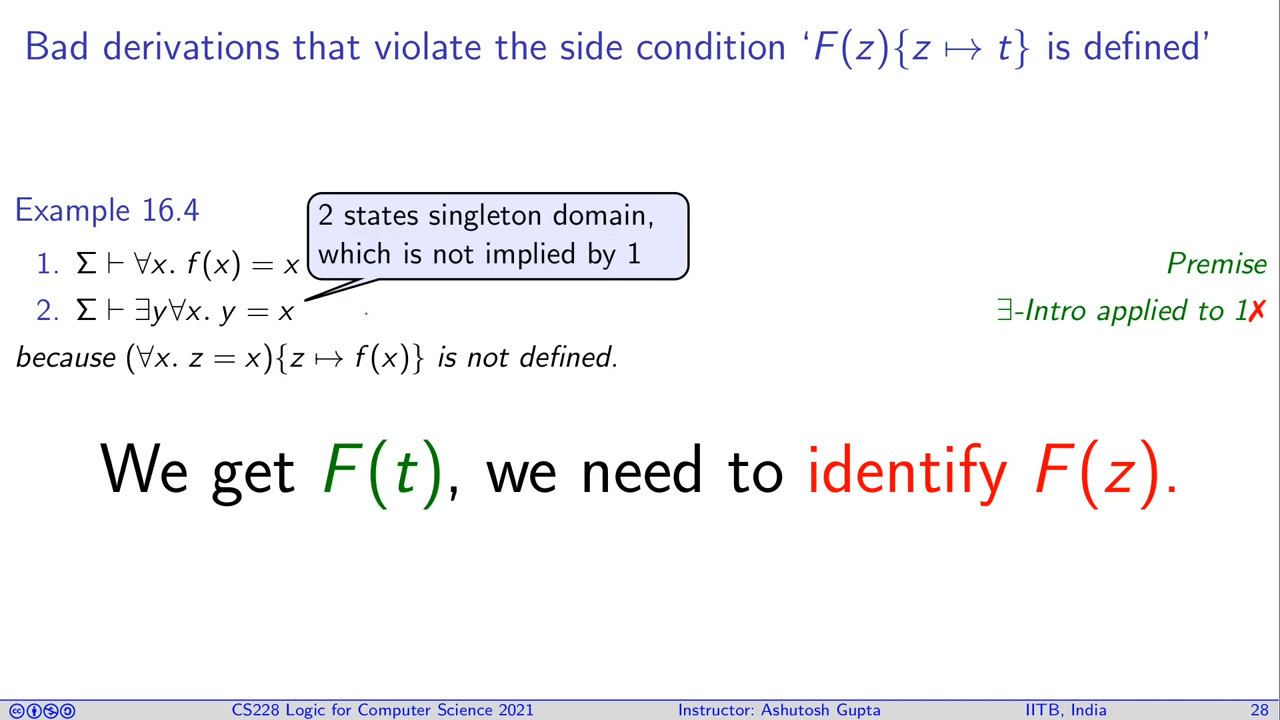 Bad derivations that violate the side condition ‘F(z){z ↦ t} is defined’
Example 16.4
2 states singleton domain,
which is not implied by 1
1. Σ ⊢ ∀x. f(x) = x Premise
2. Σ ⊢ ∃y∀x. y = x ∃-Intro applied to 1✗
because (∀x. z = x){z ↦ f(x)} is not defined.
We get F(t), we need to identify F(z).
CS228 Logic for Computer Science 2021 Instructor: Ashutosh Gupta IITB, India 28